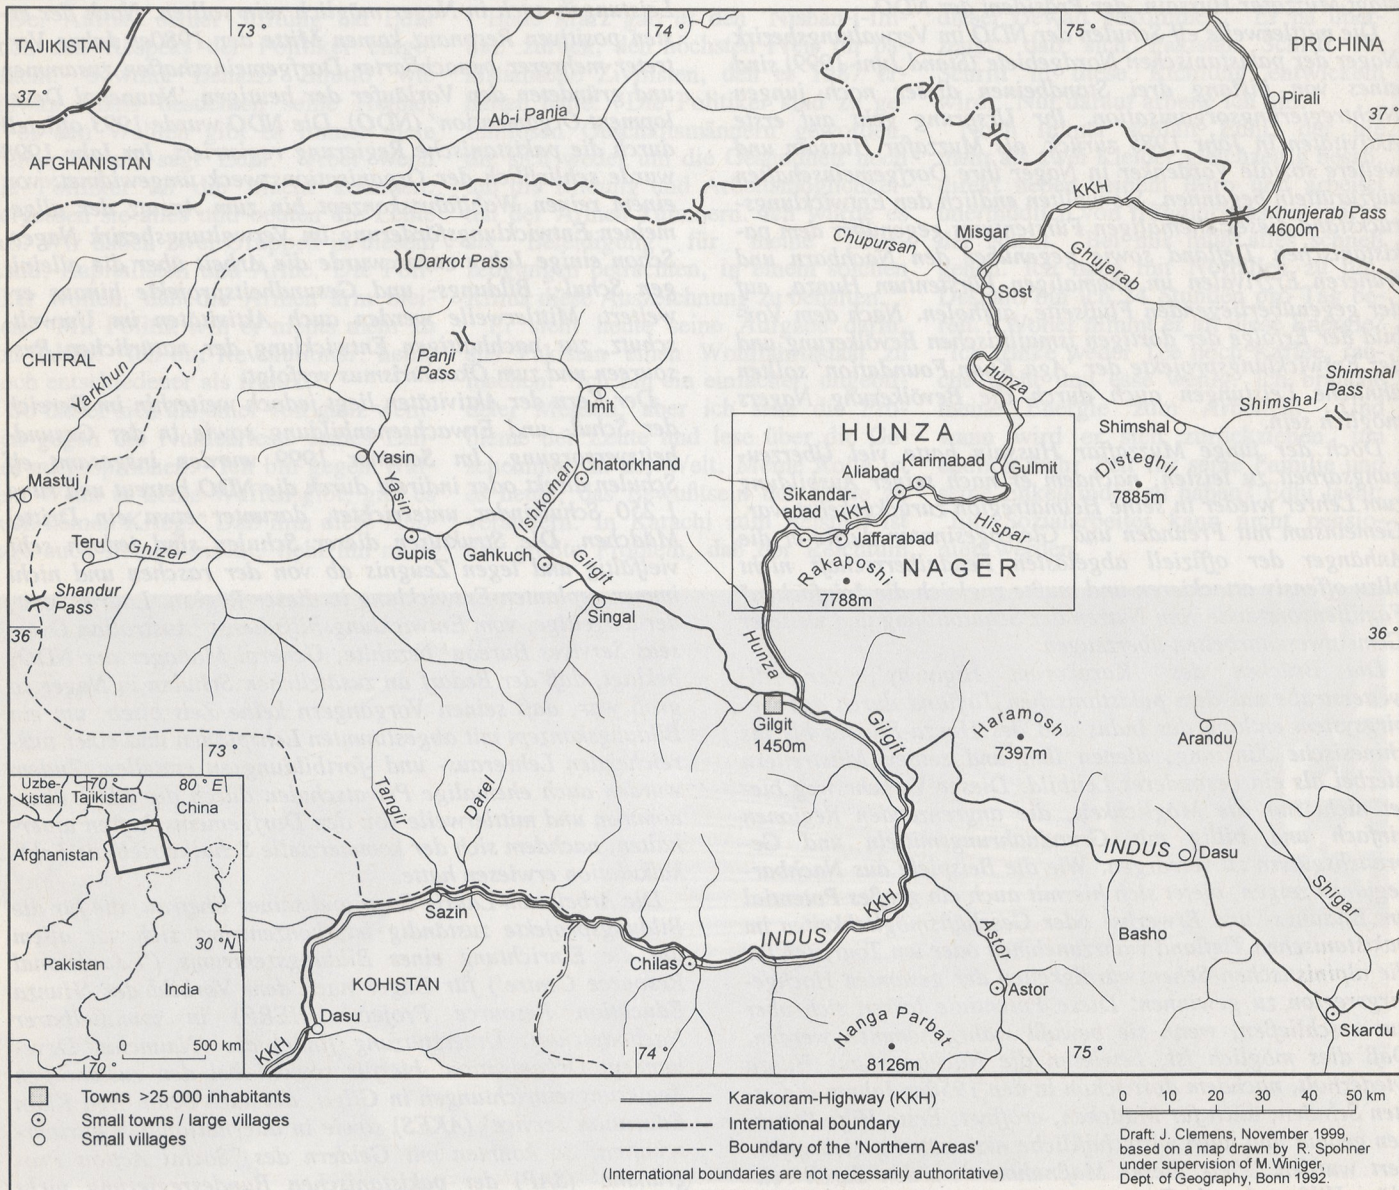 73°
74°
75°
TAJIKISTAN
PR CHINA
37°
37°
Pirali
Ab-i Panja
AFGHANISTAN
KKH
Khunjerab Pass
4600m
Misgar
Chupursan
Ghujerab
Darkot Pass
Sost
CHITRAL
Yarkhun
Panji
Pass
Hunza
Shimshal
Pass
Imit
Shimshal
Shimshal
HUNZA
Yasin
Chatorkhand
Karimabad
Aliabad
Gulmit
Disteghil
7885m
Mastuj
Yasin
Ishkoman
Sikandar-
abad
KKH
Hispar
Teru
Ghizer
Gupis
Gahkuch
Gilgit
Jaffarabad
NAGER
Rakaposhi
7788m
Shandur
Pass
Singal
36°
36°
Hunza
Gilgit
1450m
Gilgit
Haramosh
7397m
Arandu
73°
70°
80° E
Uzbe-
kistan
Tajikistan
China
Afghanistan
Tangir
Darel
INDUS
Dasu
Shigar
Sazin
KKH
30°N
Pakistan
India
INDUS
Basho
Chilas
Astor
KOHISTAN
Astor
Dasu
Nanga Parbat
8126m
Skardu
KKH
0 500 km
70°
74°
75°
Towns >25 000 inhabitants
Small towns / large villages
Small villages
Karakoram-Highway (KKH)
International boundary
Boundary of the 'Northern Areas'
(International boundaries are not necessarily authoritative)
0 10 20 30 40 50 km
Draft: J. Clemens, November 1999,
based on a map drawn by R. Spohner
under supervision of M.Winiger,
Dept. of Geography, Bonn 1992.